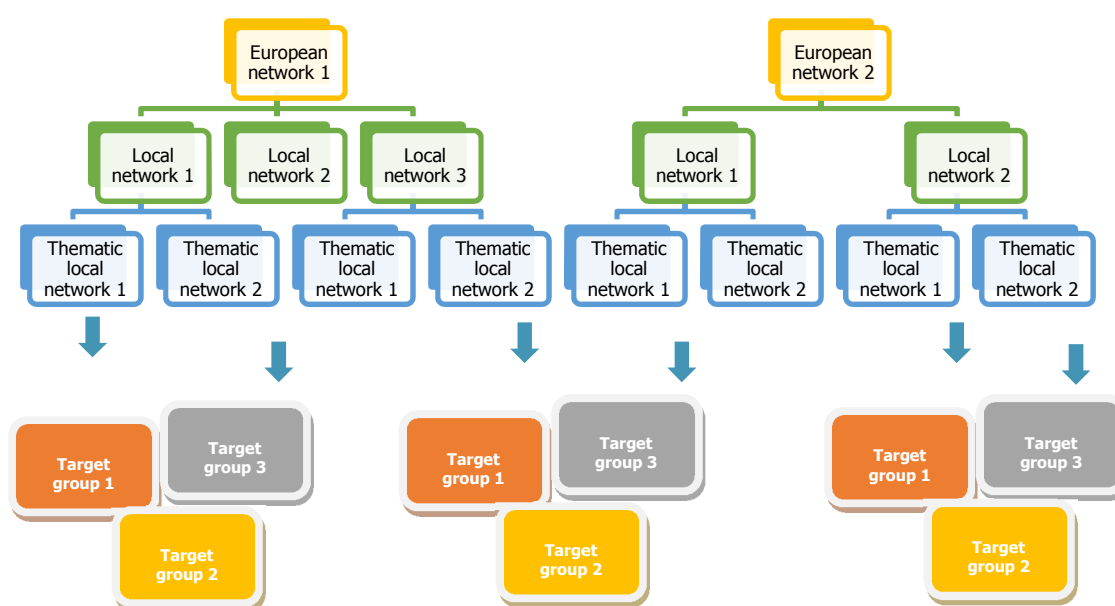 European
network 1
European
network 2
Local
network 1
Local
network 2
Local
network 3
Local
network 1
Local
network 2
Thematic
local
network 1
Thematic
local
network 2
Thematic
local
network 1
Thematic
local
network 2
Thematic
local
network 1
Thematic
local
network 2
Thematic
local
network 1
Thematic
local
network 2
Target
group 1
Target
group 3
Target
group 2
Target
group 1
Target
group 3
Target
group 2
Target
group 1
Target
group 3
Target
group 2